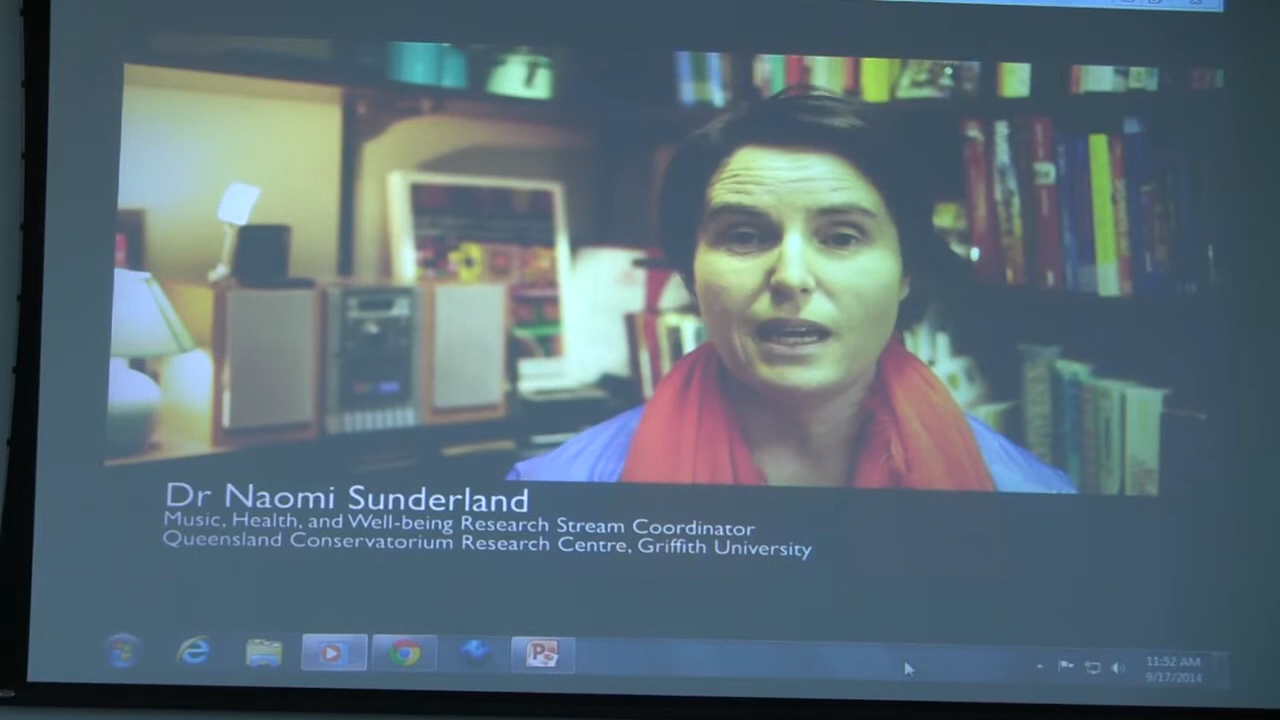 Dr Naomi Sunderland
Music, Health, and Well-being Research Stream Coordinator
Queensland Conservatorium Research Centre, Griffith University
11:52 AM
9/17/2014